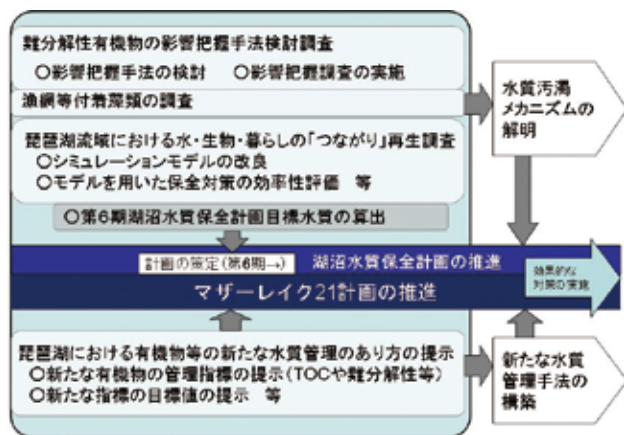 難分解性有機物の影響把握手法検討調査
〇影響把握手法の検討 〇影響把握調査の実施
漁網等付着藻類の調査
琵琶湖流域における水・生物・暮らしの「つながり」再生調査
〇シミュレーションモデルの改良
〇モデルを用いた保全対策の効率性評価 等
〇第6期湖沼水質保全計画目標水質の算出
計画の策定(第6期→)
湖沼水質保全計画の推進
マザーレイク21計画の推進
琵琶湖における有機物等の新たな水質管理のあり方の提示
〇新たな有機物の管理指標の提示(TOCや難分解性等)
〇新たな指標の目標値の提示 等
水質汚濁
メカニズムの
解明
効果的な
対策の実施
新たな水質
管理手法の
構築